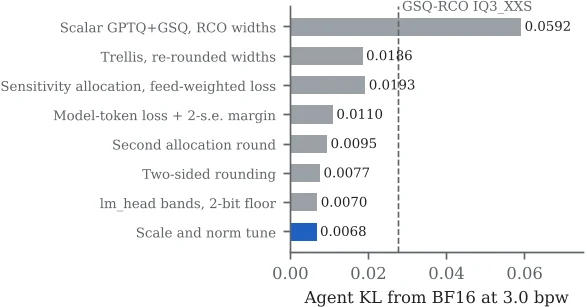 GSQ-RCO IQ3_XXS
Scalar GPTQ+GSQ, RCO widths 0.0592
Trellis, re-rounded widths 0.0186
Sensitivity allocation, feed-weighted loss 0.0193
Model-token loss + 2-s.e. margin 0.0110
Second allocation round 0.0095
Two-sided rounding 0.0077
lm_head bands, 2-bit floor 0.0070
Scale and norm tune 0.0068
0.00 0.02 0.04 0.06
Agent KL from BF16 at 3.0 bpw